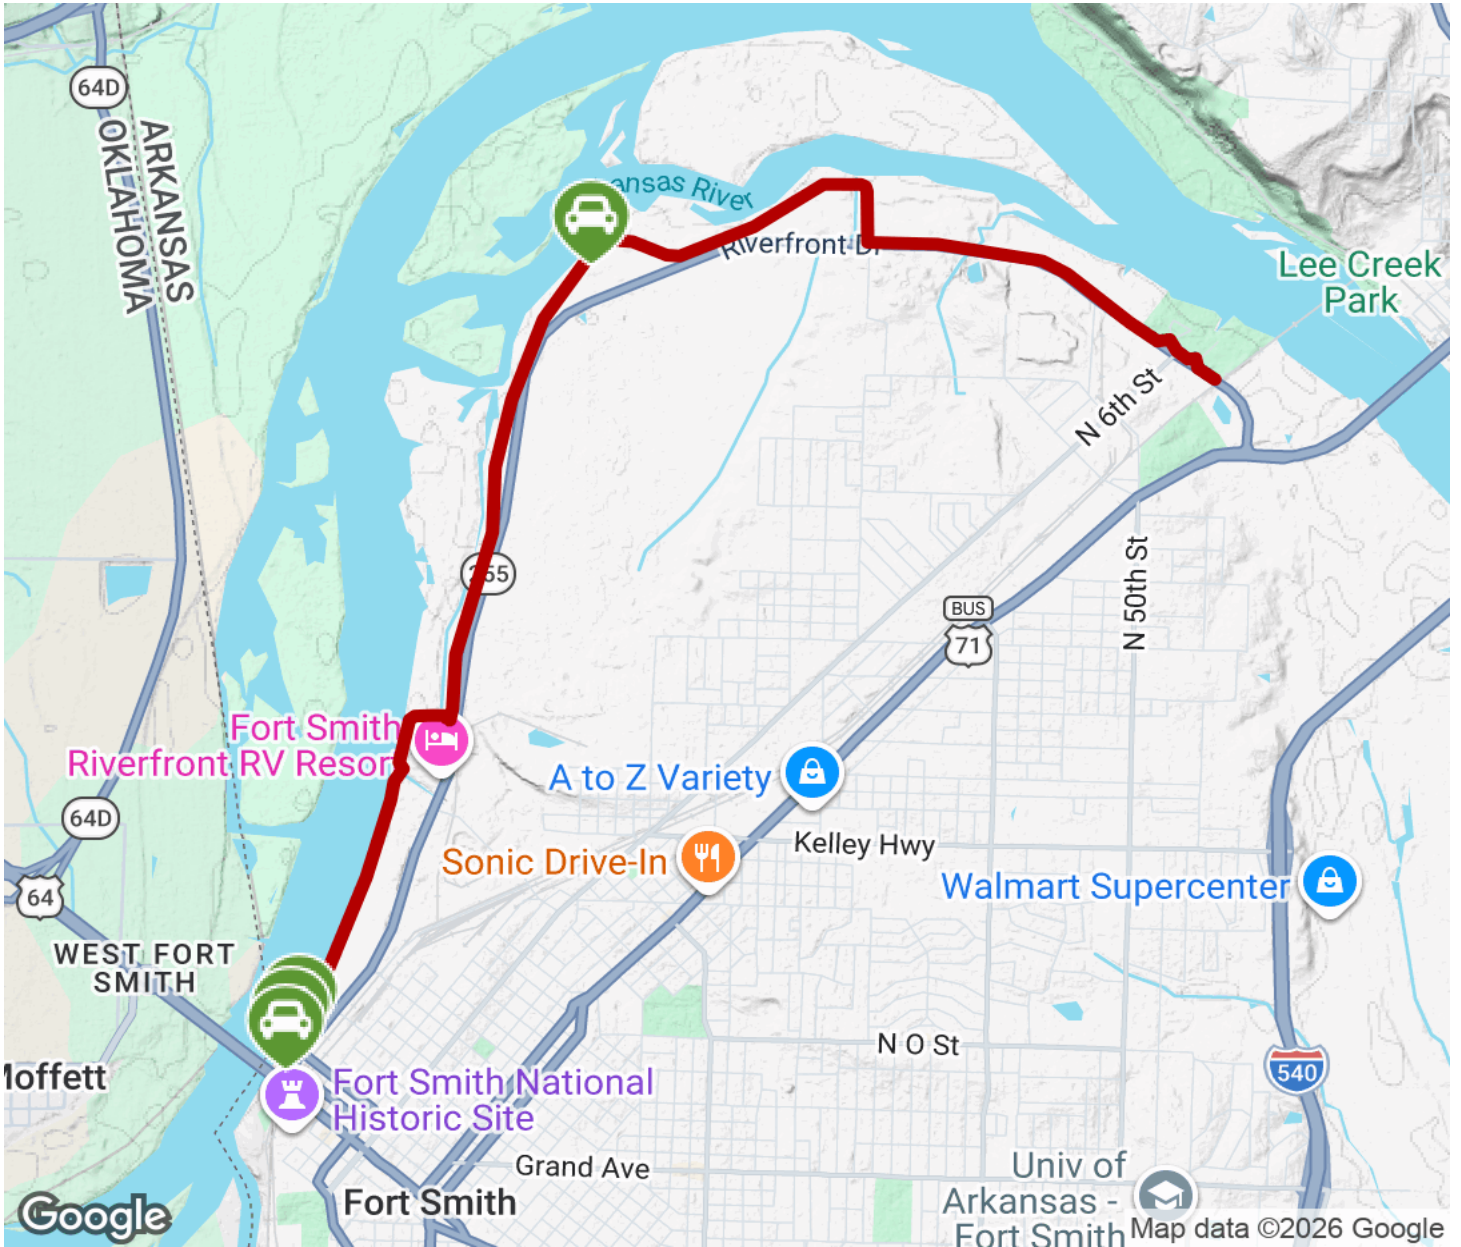 64D
ARKANSAS
OKLAHOMA
ansas River
Riverfront Dr
Lee Creek
Park
N 6th St
N 50th St
BUS
71
Fort Smith
Riverfront RV Resort
A to Z Variety
64D
Kelley Hwy
Sonic Drive-In
Walmart Supercenter
64
WEST FORT
SMITH
N O St
540
Moffett
Fort Smith National
Historic Site
Grand Ave
Fort Smith
Univ of
Arkansas -
Fort Smith
Google
Map data ©2026 Google